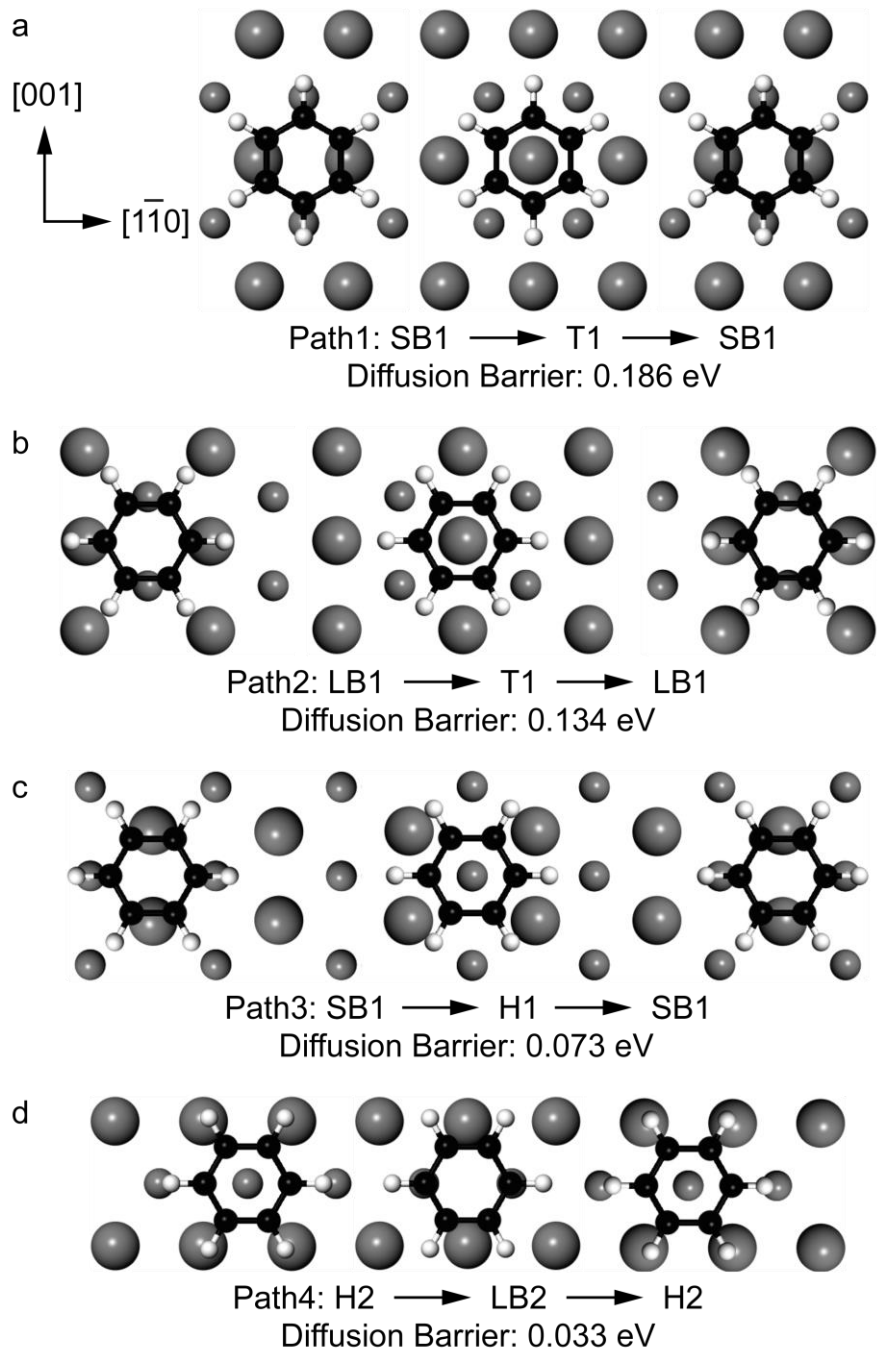 a
[001]
[11̅0]
Path1: SB1 → T1 → SB1
Diffusion Barrier: 0.186 eV
b
Path2: LB1 → T1 → LB1
Diffusion Barrier: 0.134 eV
c
Path3: SB1 → H1 → SB1
Diffusion Barrier: 0.073 eV
d
Path4: H2 → LB2 → H2
Diffusion Barrier: 0.033 eV